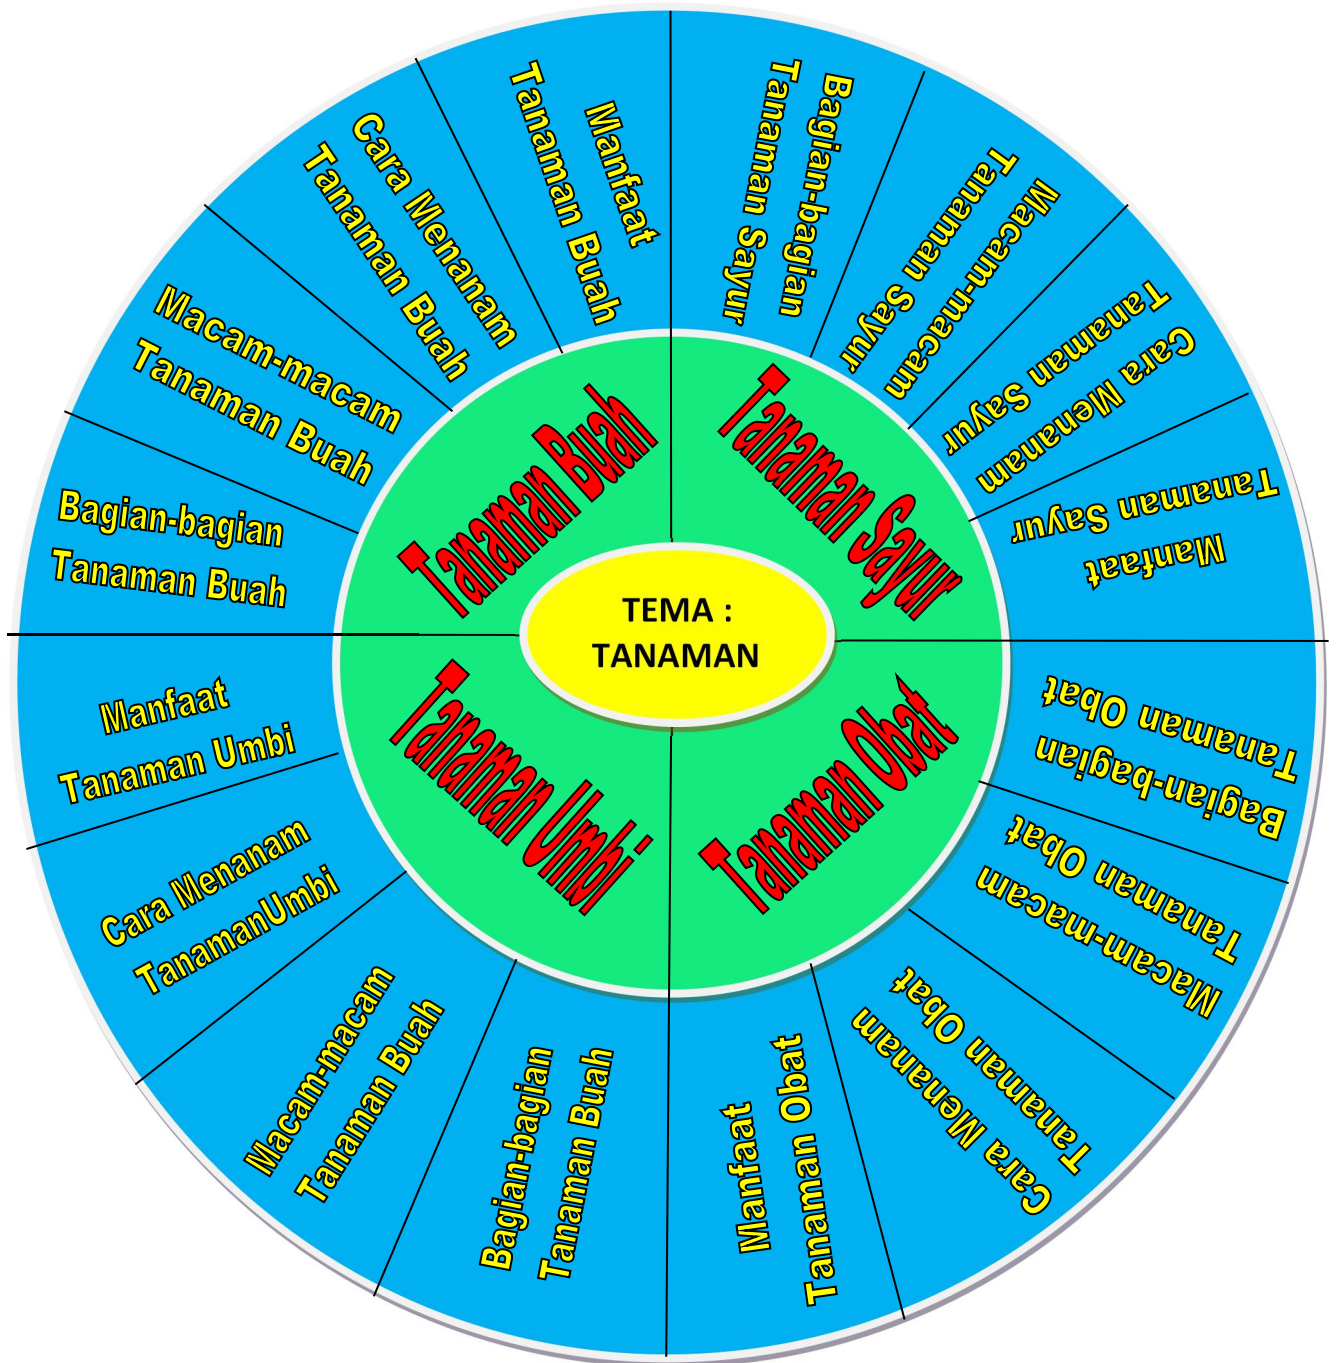 TEMA :
TANAMAN
Tanaman Buah
Tanaman Sayur
Tanaman Obat
Tanaman Umbi
Bagian-bagian
Tanaman Sayur
Macam-macam
Tanaman Sayur
Cara Menanam
Tanaman Sayur
Manfaat
Tanaman Sayur
Bagian-bagian
Tanaman Obat
Macam-macam
Tanaman Obat
Cara Menanam
Tanaman Obat
Manfaat
Tanaman Obat
Bagian-bagian
Tanaman Buah
Macam-macam
Tanaman Buah
Cara Menanam
TanamanUmbi
Manfaat
Tanaman Umbi
Bagian-bagian
Tanaman Buah
Macam-macam
Tanaman Buah
Cara Menanam
Tanaman Buah
Manfaat
Tanaman Buah